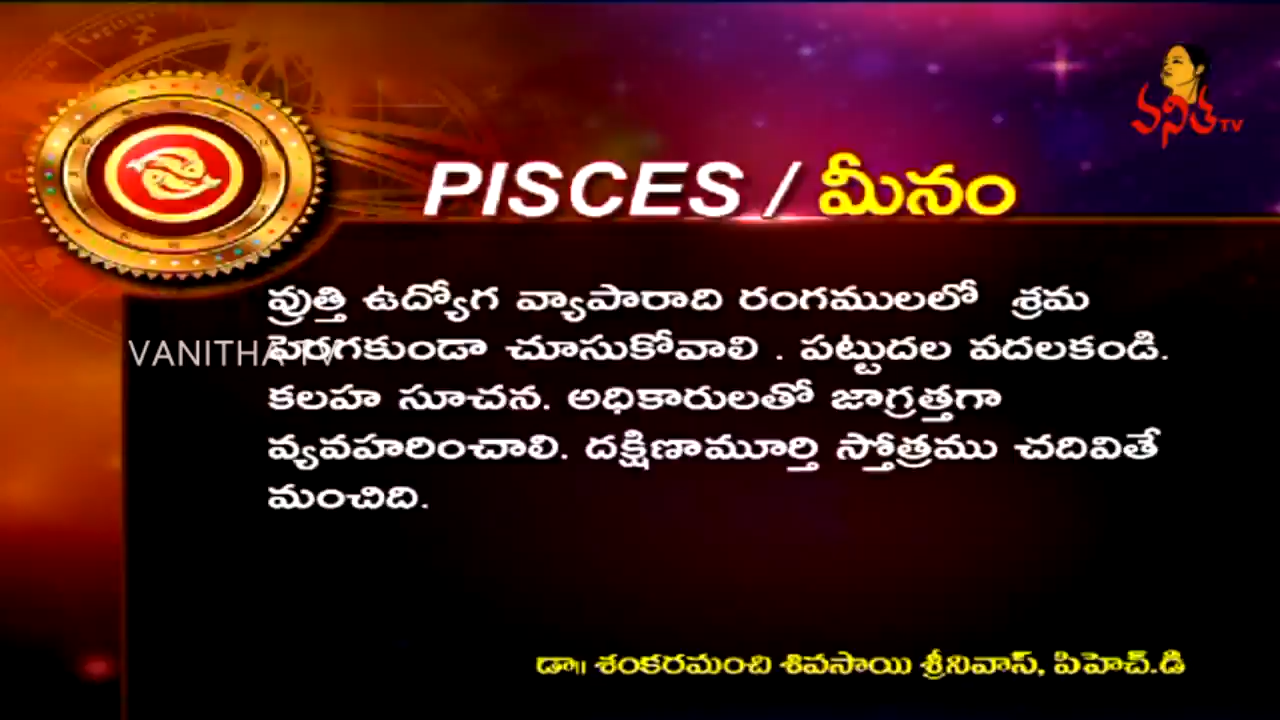 వనిత TV
PISCES / మీనం
వ్రుత్తి ఉద్యోగ వ్యాపారాది రంగములలో శ్రమ
VANITHA TV
పెరగకుండా చూసుకోవాలి . పట్టుదల వదలకండి.
కలహ సూచన. అధికారులతో జాగ్రత్తగా
వ్యవహరించాలి. దక్షిణామూర్తి స్తోత్రము చదివితే
మంచిది.
డా|| శంకరమంచి శివసాయి శ్రీనివాస్, పిహెచ్.డి